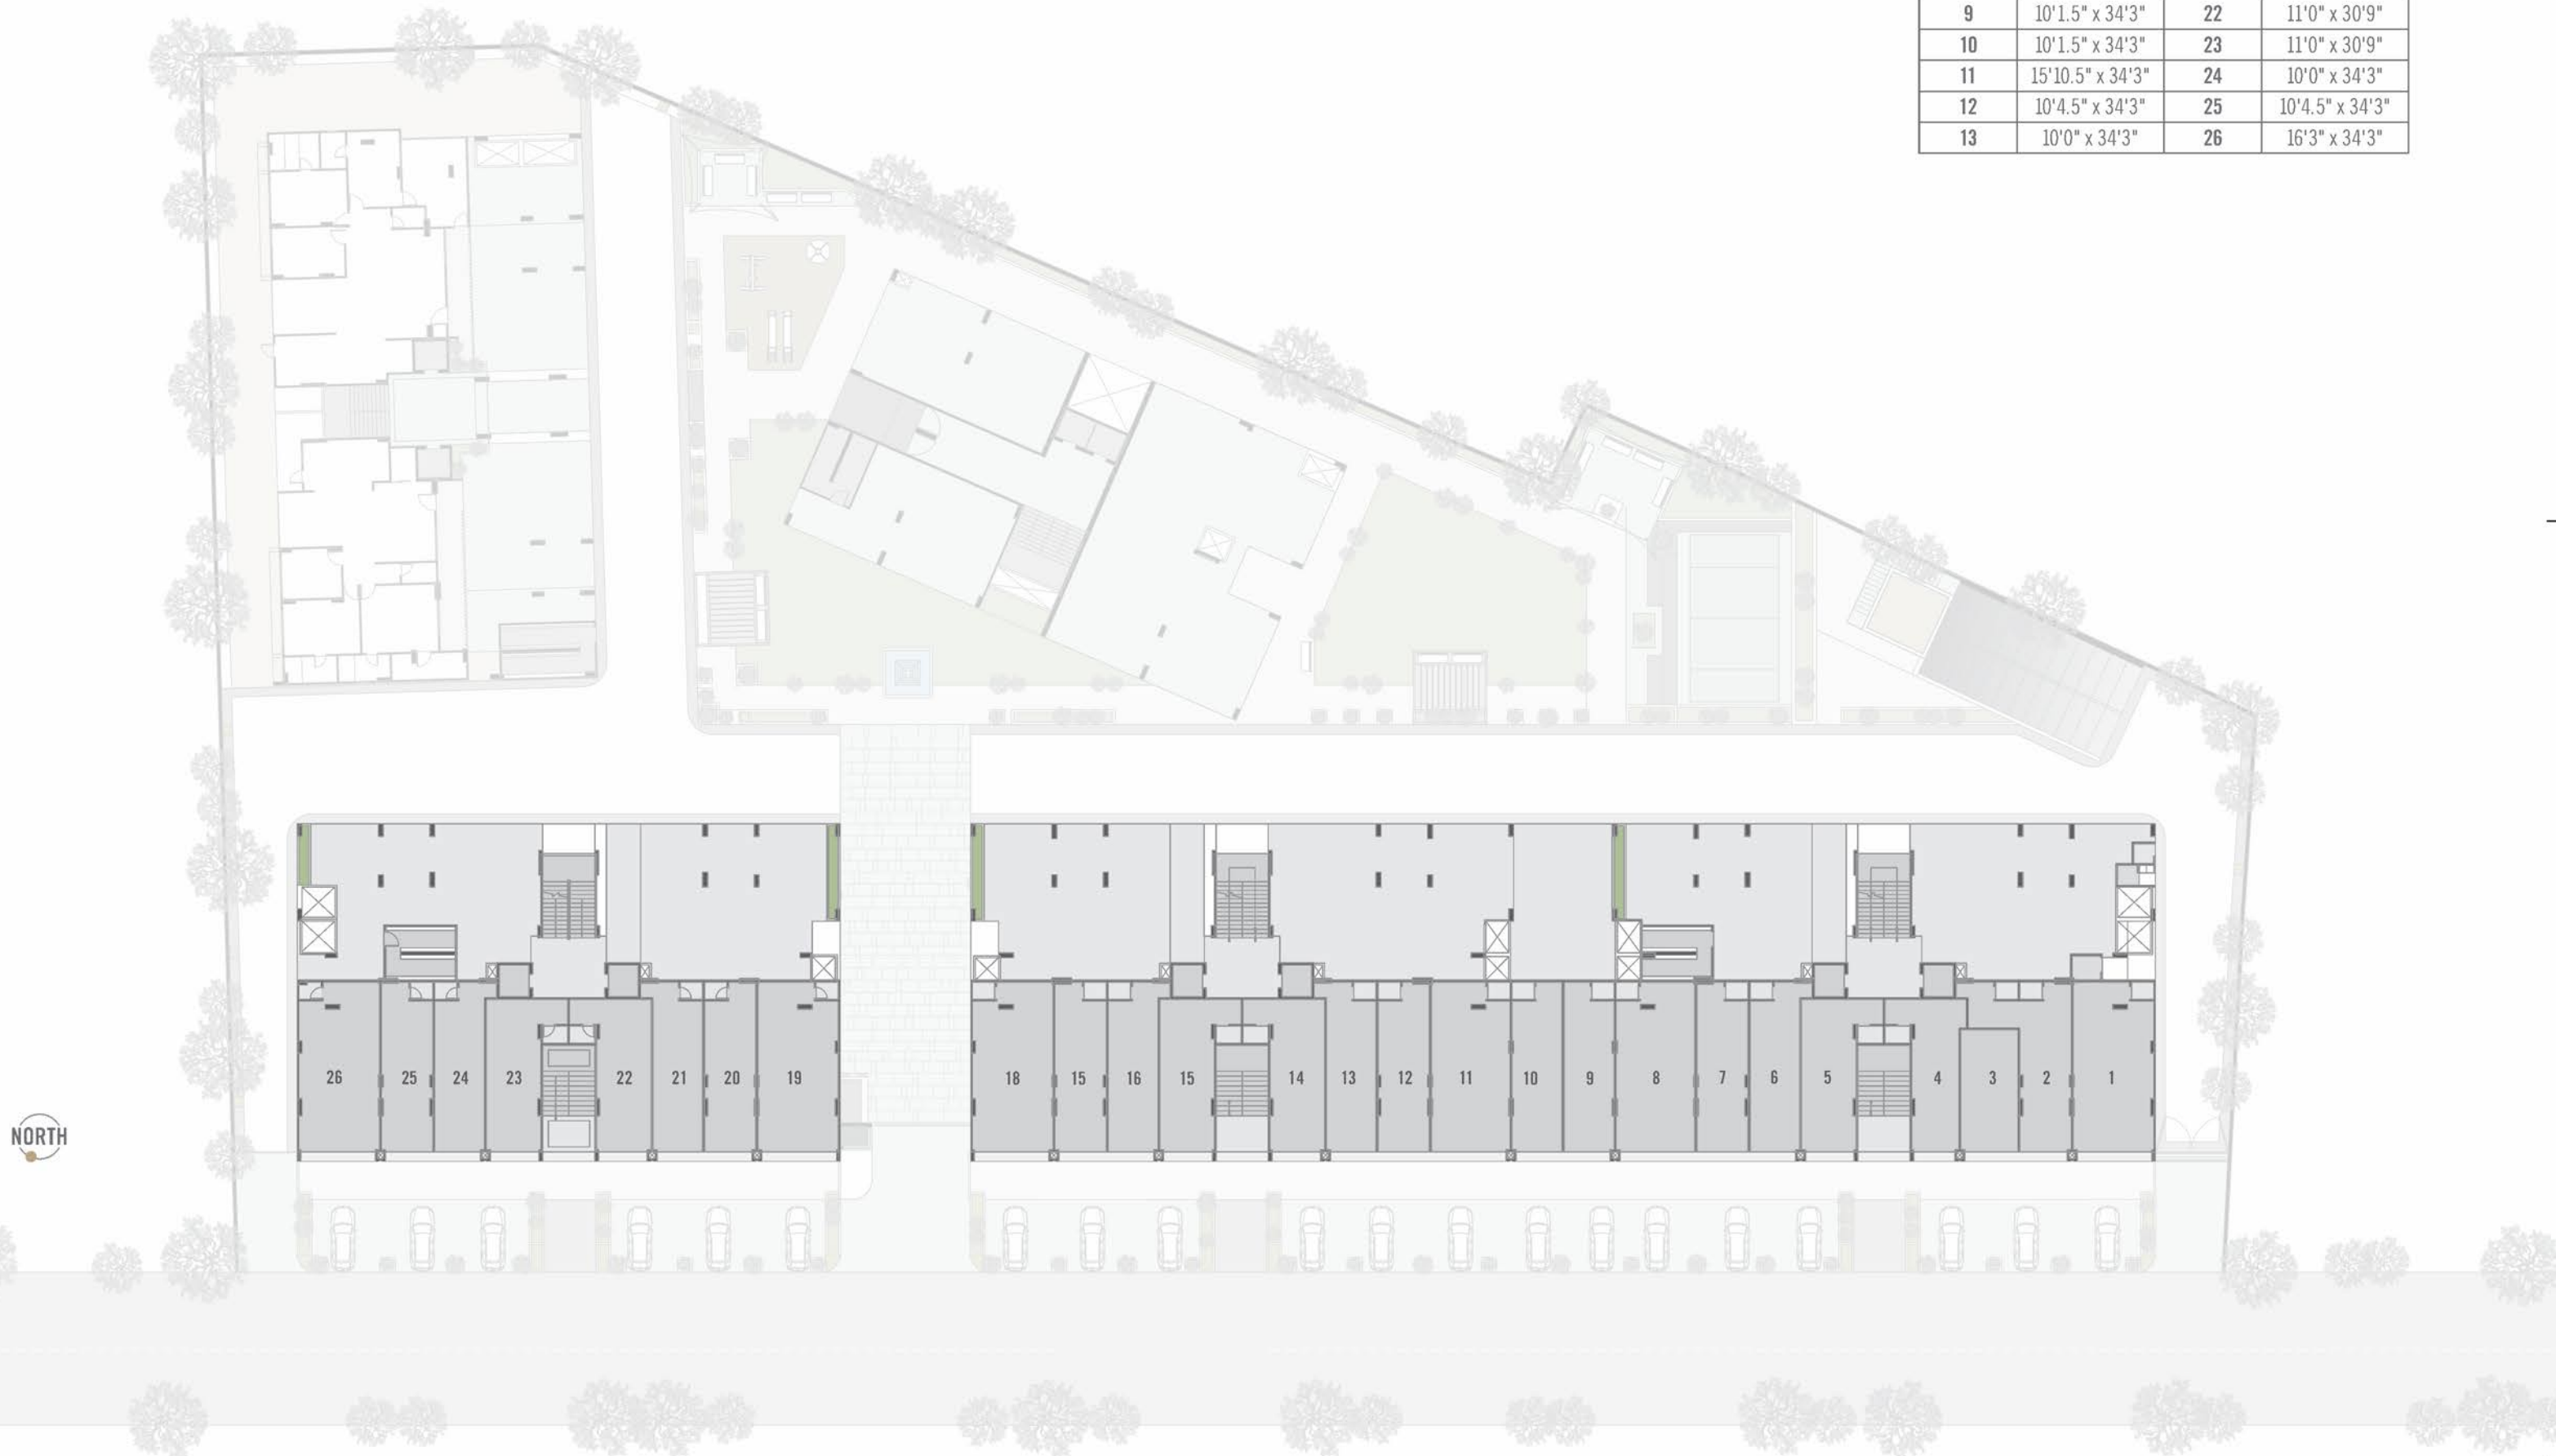 9 10'1.5" x 34'3" 22 11'0" x 30'9"
10 10'1.5" x 34'3" 23 11'0" x 30'9"
11 15'10.5" x 34'3" 24 10'0" x 34'3"
12 10'4.5" x 34'3" 25 10'4.5" x 34'3"
13 10'0" x 34'3" 26 16'3" x 34'3"
26 25 24 23 22 21 20 19 18 15 16 15 14 13 12 11 10 9 8 7 6 5 4 3 2 1
NORTH